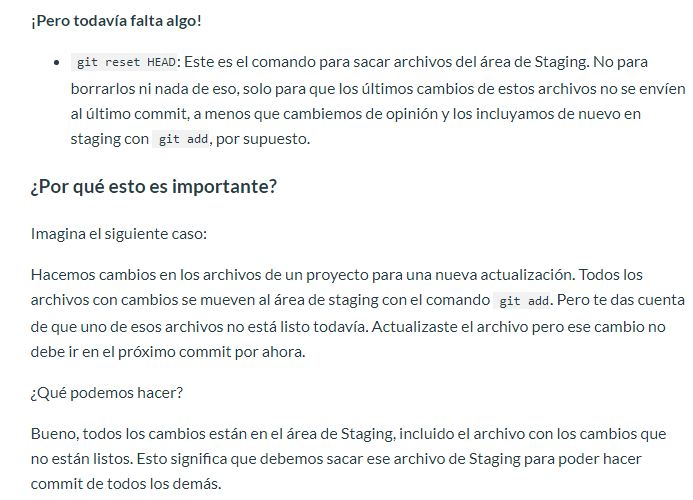 ¡Pero todavía falta algo!
• git reset HEAD: Este es el comando para sacar archivos del área de Staging. No para
borrarlos ni nada de eso, solo para que los últimos cambios de estos archivos no se envíen
al último commit, a menos que cambiemos de opinión y los incluyamos de nuevo en
staging con git add, por supuesto.
¿Por qué esto es importante?
Imagina el siguiente caso:
Hacemos cambios en los archivos de un proyecto para una nueva actualización. Todos los
archivos con cambios se mueven al área de staging con el comando git add. Pero te das cuenta
de que uno de esos archivos no está listo todavía. Actualizaste el archivo pero ese cambio no
debe ir en el próximo commit por ahora.
¿Qué podemos hacer?
Bueno, todos los cambios están en el área de Staging, incluido el archivo con los cambios que
no están listos. Esto significa que debemos sacar ese archivo de Staging para poder hacer
commit de todos los demás.